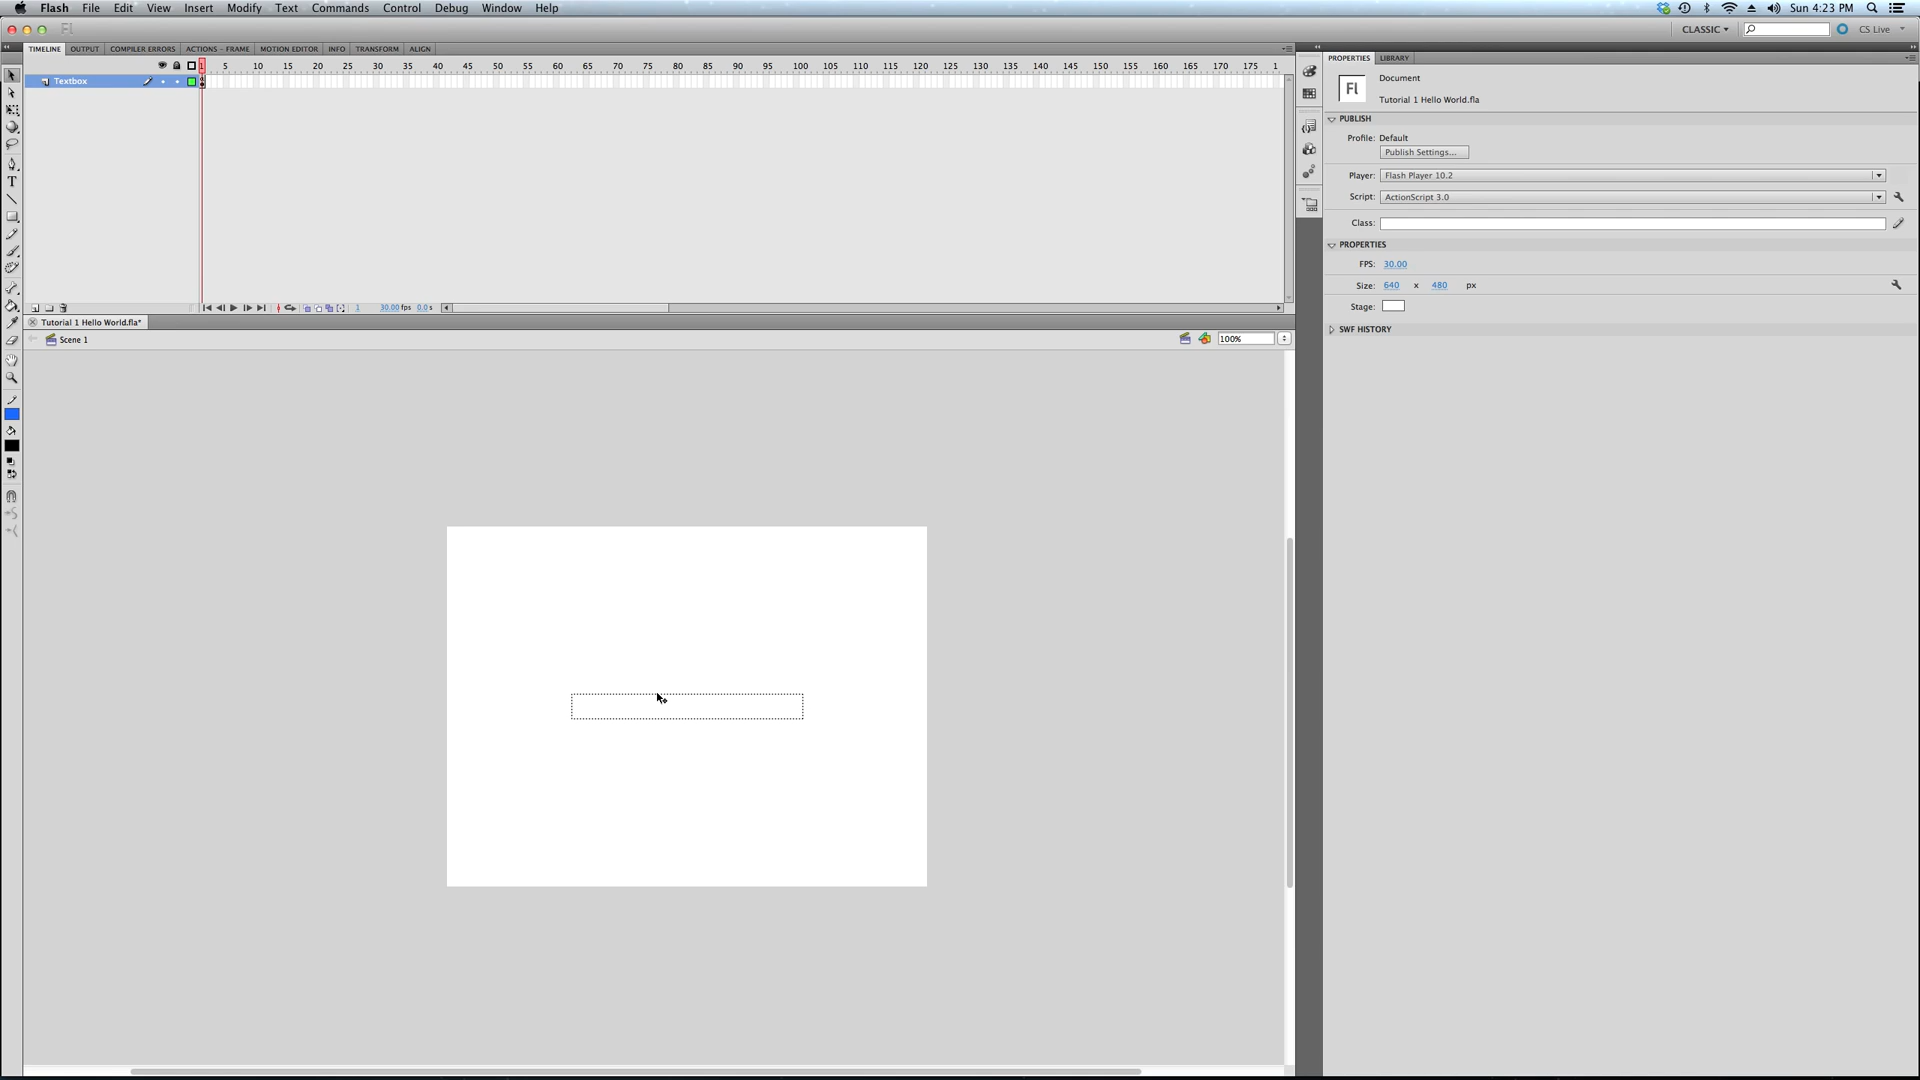 Flash File Edit View Insert Modify Text Commands Control Debug Window Help Sun 4:23 PM
Fl CLASSIC CS Live
TIMELINE OUTPUT COMPILER ERRORS ACTIONS - FRAME MOTION EDITOR INFO TRANSFORM ALIGN
1 5 10 15 20 25 30 35 40 45 50 55 60 65 70 75 80 85 90 95 100 105 110 115 120 125 130 135 140 145 150 155 160 165 170 175 1
Textbox
1 30.00 fps 0.0 s
Tutorial 1 Hello World.fla*
Scene 1 100%
PROPERTIES LIBRARY
Fl
Document
Tutorial 1 Hello World.fla
PUBLISH
Profile: Default
Publish Settings...
Player: Flash Player 10.2
Script: ActionScript 3.0
Class:
PROPERTIES
FPS: 30.00
Size: 640 x 480 px
Stage:
SWF HISTORY